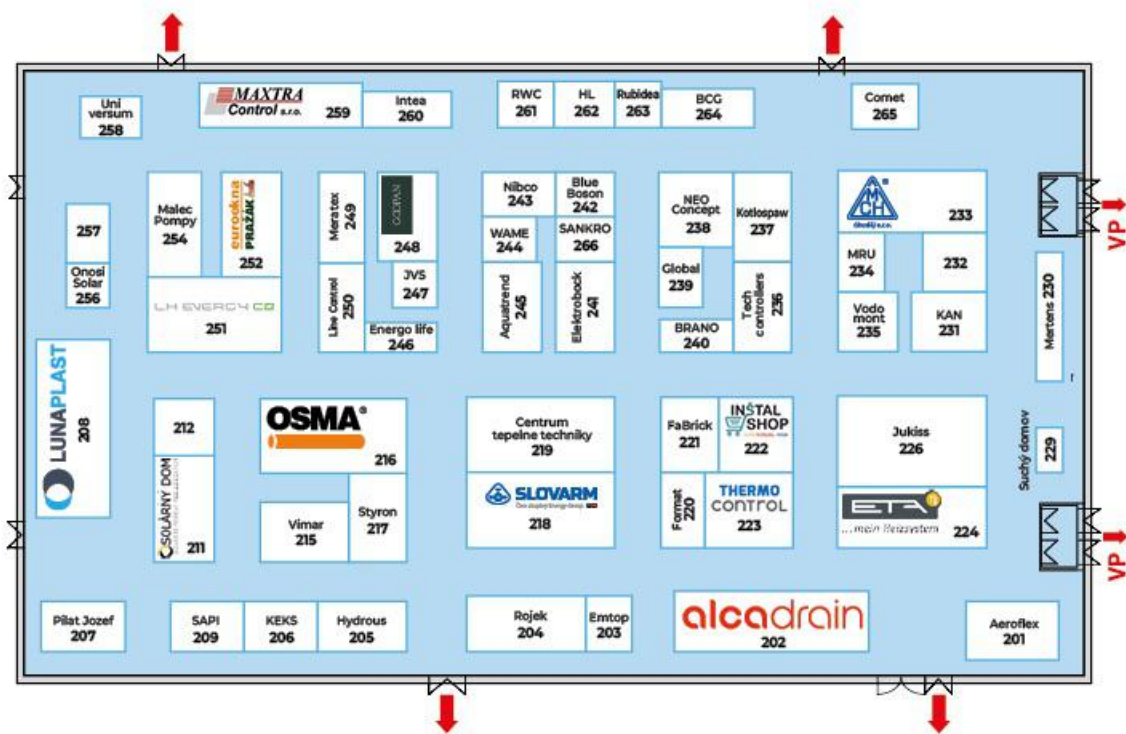 Uni
versum
258
MAXTRA
Control s.r.o.
259
Intea
260
RWC
261
HL
262
Rubidea
263
BCG
264
Comet
265
257
Onosi
Solar
256
Malec
Pompy
254
eurookna
PRAŽÁK
252
LH ENERGY CO
251
Meratex
249
Line Control
250
248
JVS
247
Energo life
246
Nibco
243
Blue
Boson
242
WAME
244
SANKRO
266
Aquatrend
245
Elektrobock
241
NEO
Concept
238
Kotlospaw
237
Global
239
BRANO
240
Tech
controllers
236
AMCH
233
MRU
234
232
Vodo
mont
235
KAN
231
VP
Mertens 230
LUNAPLAST
208
212
SOLÁRNY DOM
211
OSMA®
216
Vimar
215
Styron
217
Centrum
tepelne techniky
219
SLOVARM
218
FaBrick
221
INŠTAL
SHOP
222
Format
220
THERMO
CONTROL
223
Jukiss
226
ETA
...mein Heizsystem
224
Suchý domov
229
VP
Pilat Jozef
207
SAPI
209
KEKS
206
Hydrous
205
Rojek
204
Emtop
203
alcadrain
202
Aeroflex
201